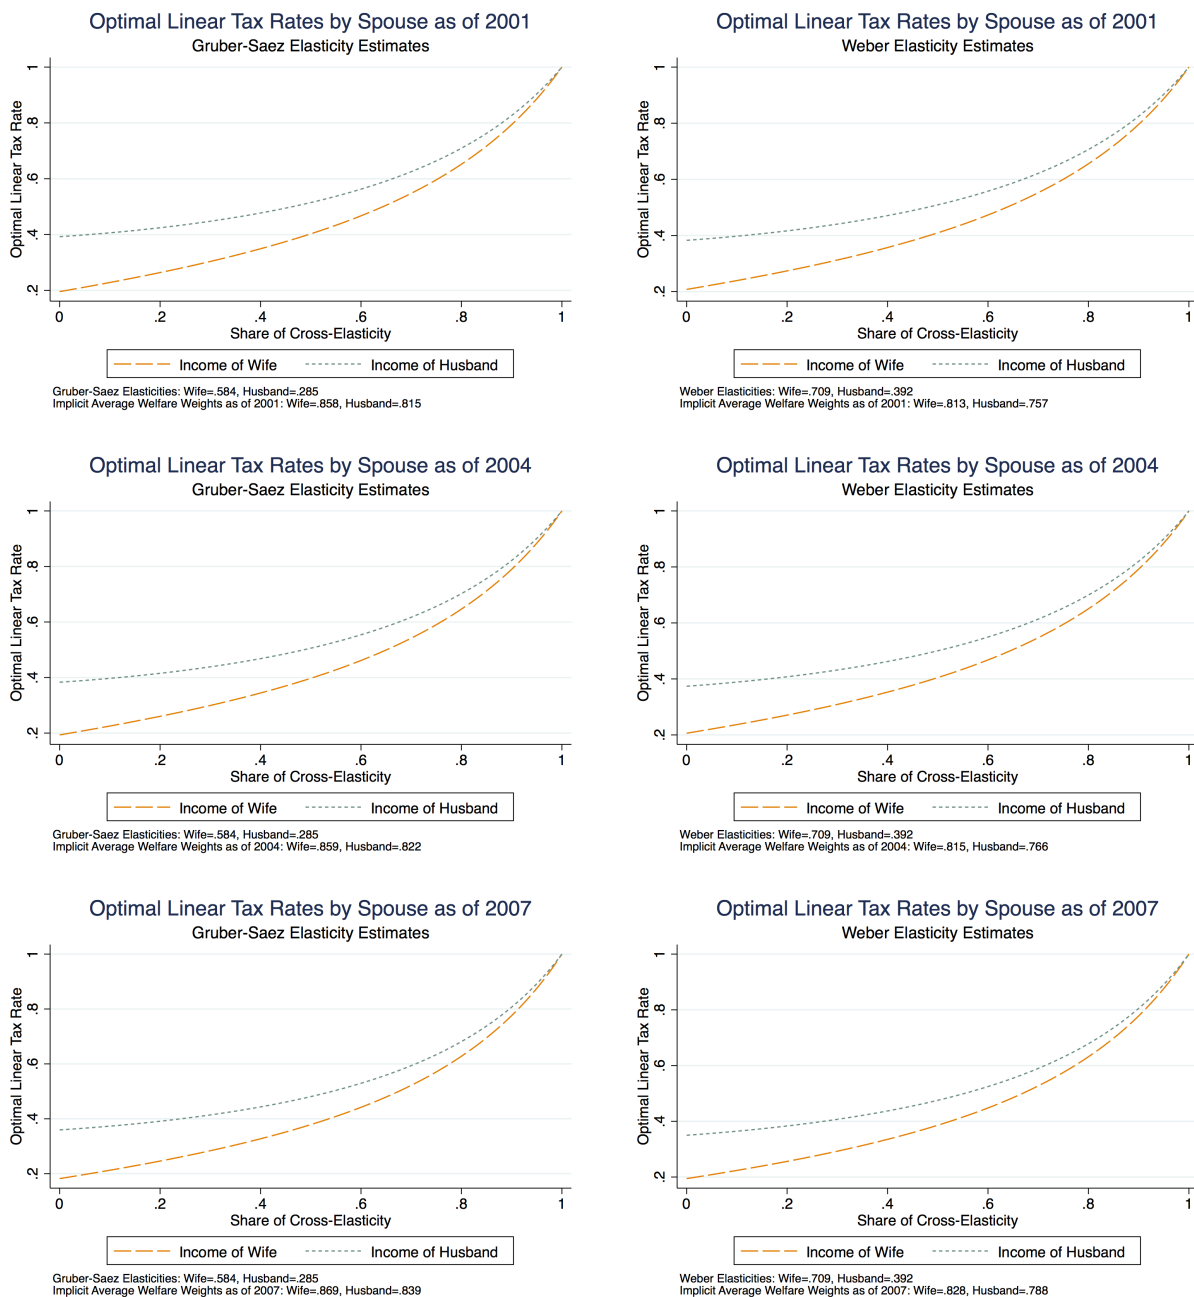 Optimal Linear Tax Rates by Spouse as of 2001
Gruber-Saez Elasticity Estimates
Optimal Linear Tax Rate
1
.8
.6
.4
.2
0 .2 .4 .6 .8 1
Share of Cross-Elasticity
Income of Wife Income of Husband
Gruber-Saez Elasticities: Wife=.584, Husband=.285
Implicit Average Welfare Weights as of 2001: Wife=.858, Husband=.815
Optimal Linear Tax Rates by Spouse as of 2001
Weber Elasticity Estimates
Optimal Linear Tax Rate
1
.8
.6
.4
.2
0 .2 .4 .6 .8 1
Share of Cross-Elasticity
Income of Wife Income of Husband
Weber Elasticities: Wife=.709, Husband=.392
Implicit Average Welfare Weights as of 2001: Wife=.813, Husband=.757
Optimal Linear Tax Rates by Spouse as of 2004
Gruber-Saez Elasticity Estimates
Optimal Linear Tax Rate
1
.8
.6
.4
.2
0 .2 .4 .6 .8 1
Share of Cross-Elasticity
Income of Wife Income of Husband
Gruber-Saez Elasticities: Wife=.584, Husband=.285
Implicit Average Welfare Weights as of 2004: Wife=.859, Husband=.822
Optimal Linear Tax Rates by Spouse as of 2004
Weber Elasticity Estimates
Optimal Linear Tax Rate
1
.8
.6
.4
.2
0 .2 .4 .6 .8 1
Share of Cross-Elasticity
Income of Wife Income of Husband
Weber Elasticities: Wife=.709, Husband=.392
Implicit Average Welfare Weights as of 2004: Wife=.815, Husband=.766
Optimal Linear Tax Rates by Spouse as of 2007
Gruber-Saez Elasticity Estimates
Optimal Linear Tax Rate
1
.8
.6
.4
.2
0 .2 .4 .6 .8 1
Share of Cross-Elasticity
Income of Wife Income of Husband
Gruber-Saez Elasticities: Wife=.584, Husband=.285
Implicit Average Welfare Weights as of 2007: Wife=.869, Husband=.839
Optimal Linear Tax Rates by Spouse as of 2007
Weber Elasticity Estimates
Optimal Linear Tax Rate
1
.8
.6
.4
.2
0 .2 .4 .6 .8 1
Share of Cross-Elasticity
Income of Wife Income of Husband
Weber Elasticities: Wife=.709, Husband=.392
Implicit Average Welfare Weights as of 2007: Wife=.828, Husband=.788